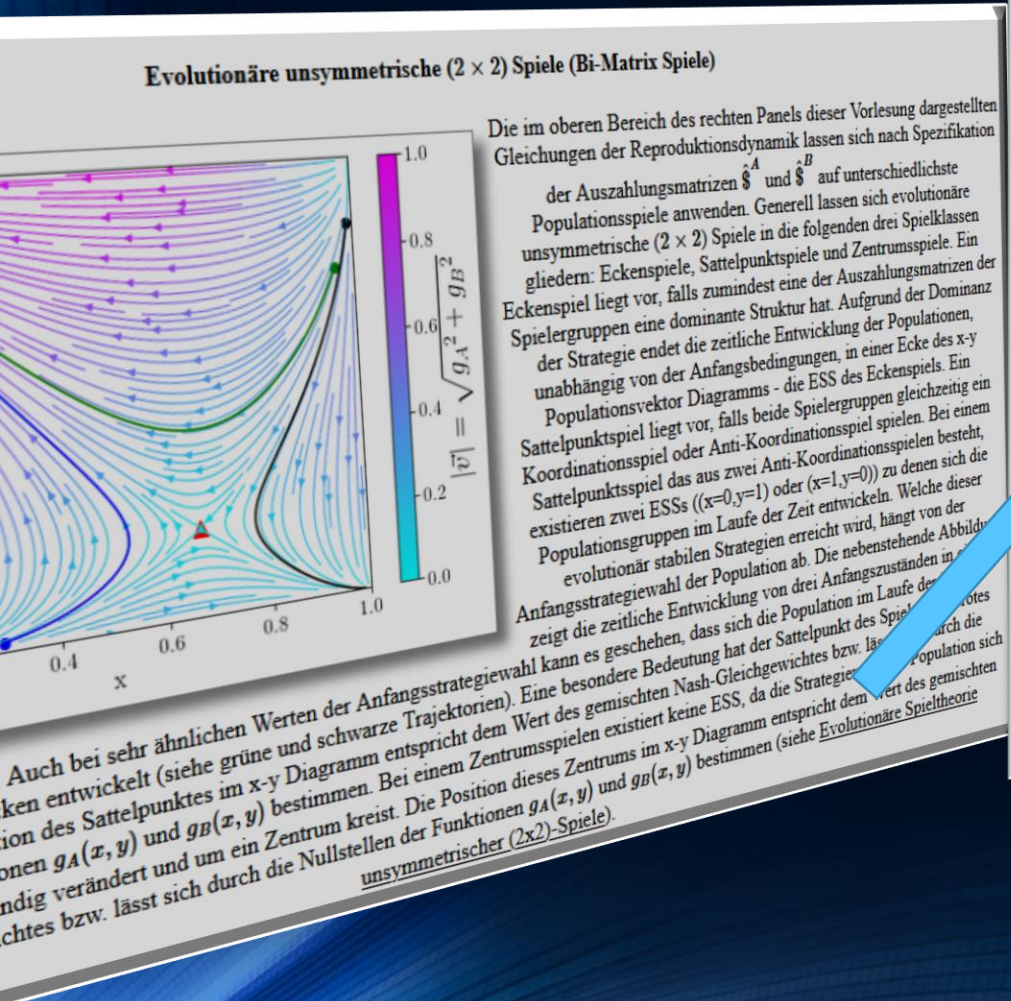 Evolutionäre unsymmetrische (2 × 2) Spiele (Bi-Matrix Spiele)
1.0
0.8
0.6
0.4
0.2
0.0
|v⃗| = √(g_A² + g_B²)
0.4
0.6
0.8
1.0
x
Die im oberen Bereich des rechten Panels dieser Vorlesung dargestellten
Gleichungen der Reproduktionsdynamik lassen sich nach Spezifikation
der Auszahlungsmatrizen $̂^A und $̂^B auf unterschiedlichste
Populationsspiele anwenden. Generell lassen sich evolutionäre
unsymmetrische (2 × 2) Spiele in die folgenden drei Spielklassen
gliedern: Eckenspiele, Sattelpunktspiele und Zentrumsspiele. Ein
Eckenspiel liegt vor, falls zumindest eine der Auszahlungsmatrizen der
Spielergruppen eine dominante Struktur hat. Aufgrund der Dominanz
der Strategie endet die zeitliche Entwicklung der Populationen,
unabhängig von der Anfangsbedingungen, in einer Ecke des x-y
Populationsvektor Diagramms - die ESS des Eckenspiels. Ein
Sattelpunktspiel liegt vor, falls beide Spielergruppen gleichzeitig ein
Koordinationsspiel oder Anti-Koordinationsspiel spielen. Bei einem
Sattelpunktsspiel das aus zwei Anti-Koordinationsspielen besteht,
existieren zwei ESSs ((x=0,y=1) oder (x=1,y=0)) zu denen sich die
Populationsgruppen im Laufe der Zeit entwickeln. Welche dieser
evolutionär stabilen Strategien erreicht wird, hängt von der
Anfangsstrategiewahl der Population ab. Die nebenstehende
zeigt die zeitliche Entwicklung von drei Anfangszuständen in
Auch bei sehr ähnlichen Werten der Anfangsstrategiewahl kann es geschehen, dass sich die Population im Laufe
entwickelt (siehe grüne und schwarze Trajektorien). Eine besondere Bedeutung hat der Sattelpunkt des
des Sattelpunktes im x-y Diagramm entspricht dem Wert des gemischten Nash-Gleichgewichtes bzw. durch die
g_A(x, y) und g_B(x, y) bestimmen. Bei einem Zentrumsspielen existiert keine ESS, da die Population sich
verändert und um ein Zentrum kreist. Die Position dieses Zentrums im x-y Diagramm entspricht dem Wert des gemischten
bzw. lässt sich durch die Nullstellen der Funktionen g_A(x, y) und g_B(x, y) bestimmen (siehe Evolutionäre Spieltheorie
unsymmetrischer (2x2)-Spiele).